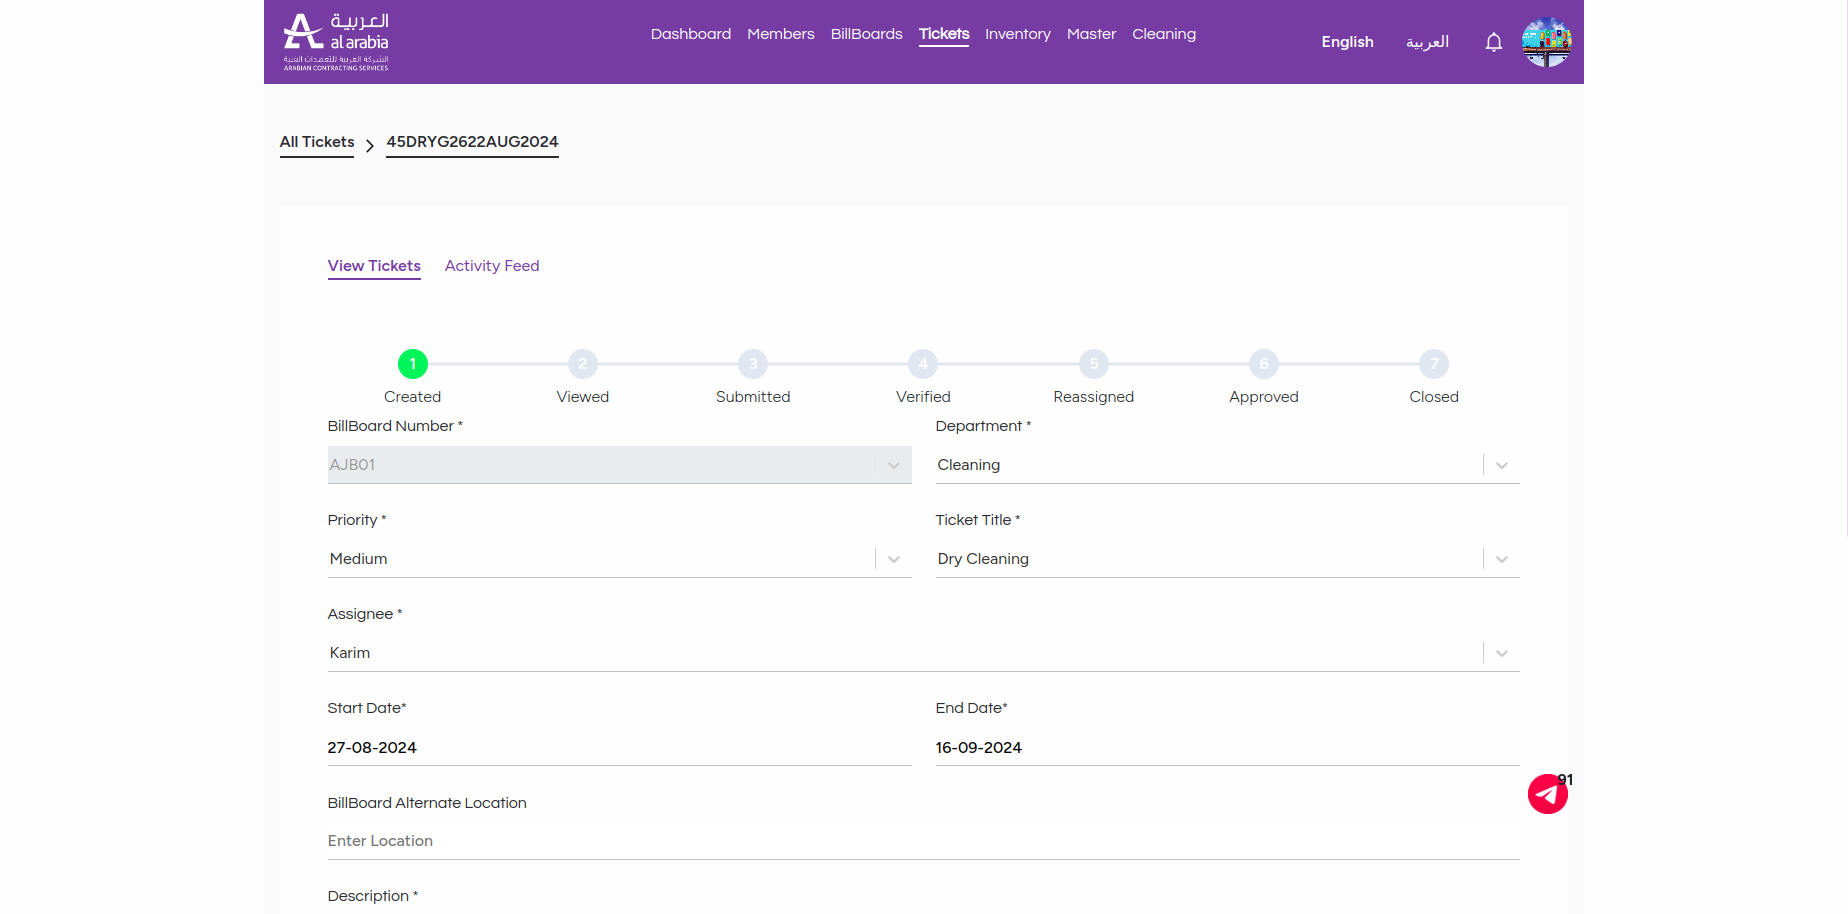 العربية
al arabia
الشركة العربية للتعهدات الفنية
ARABIAN CONTRACTING SERVICES
Dashboard Members BillBoards Tickets Inventory Master Cleaning
English العربية
All Tickets 45DRYG2622AUG2024
View Tickets Activity Feed
1 2 3 4 5 6 7
Created Viewed Submitted Verified Reassigned Approved Closed
BillBoard Number * Department *
AJB01 Cleaning
Priority * Ticket Title *
Medium Dry Cleaning
Assignee *
Karim
Start Date* End Date*
27-08-2024 16-09-2024
91
BillBoard Alternate Location
Enter Location
Description *